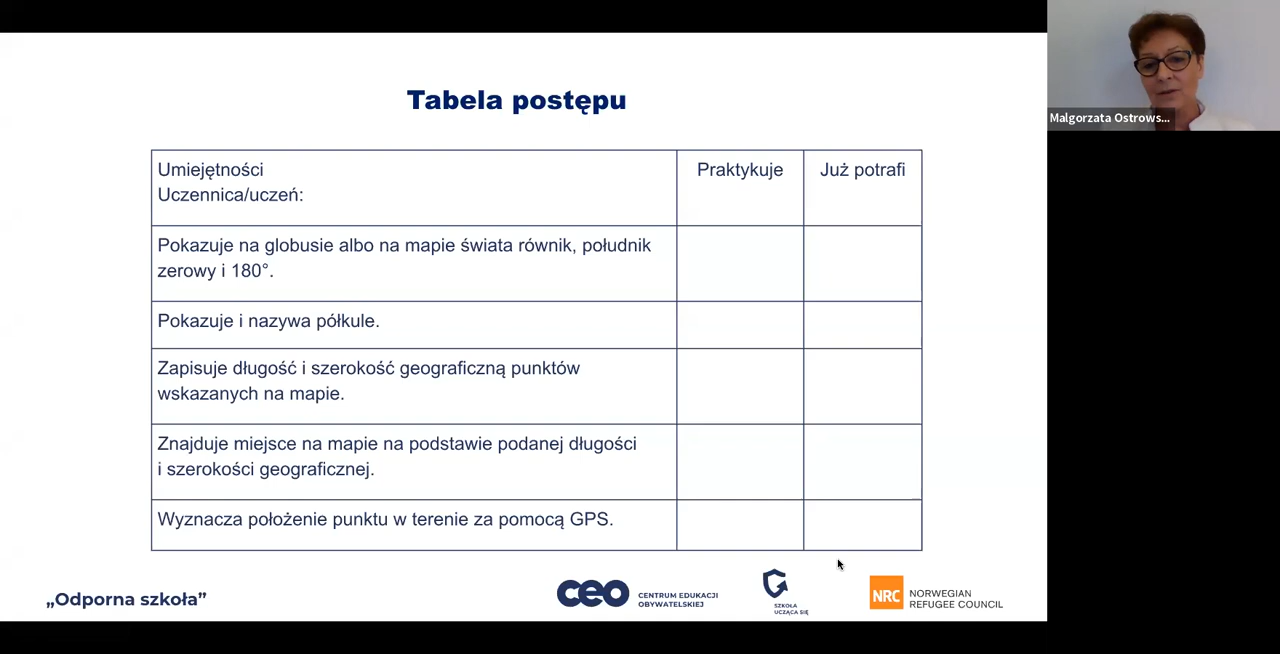 Tabela postępu
Malgorzata Ostrows...
Umiejętności
Uczennica/uczeń:
Praktykuje
Już potrafi
Pokazuje na globusie albo na mapie świata równik, południk
zerowy i 180°.
Pokazuje i nazywa półkule.
Zapisuje długość i szerokość geograficzną punktów
wskazanych na mapie.
Znajduje miejsce na mapie na podstawie podanej długości
i szerokości geograficznej.
Wyznacza położenie punktu w terenie za pomocą GPS.
„Odporna szkoła”
ceo
CENTRUM EDUKACJI
OBYWATELSKIEJ
SZKOŁA
UCZĄCA SIĘ
NRC
NORWEGIAN
REFUGEE COUNCIL